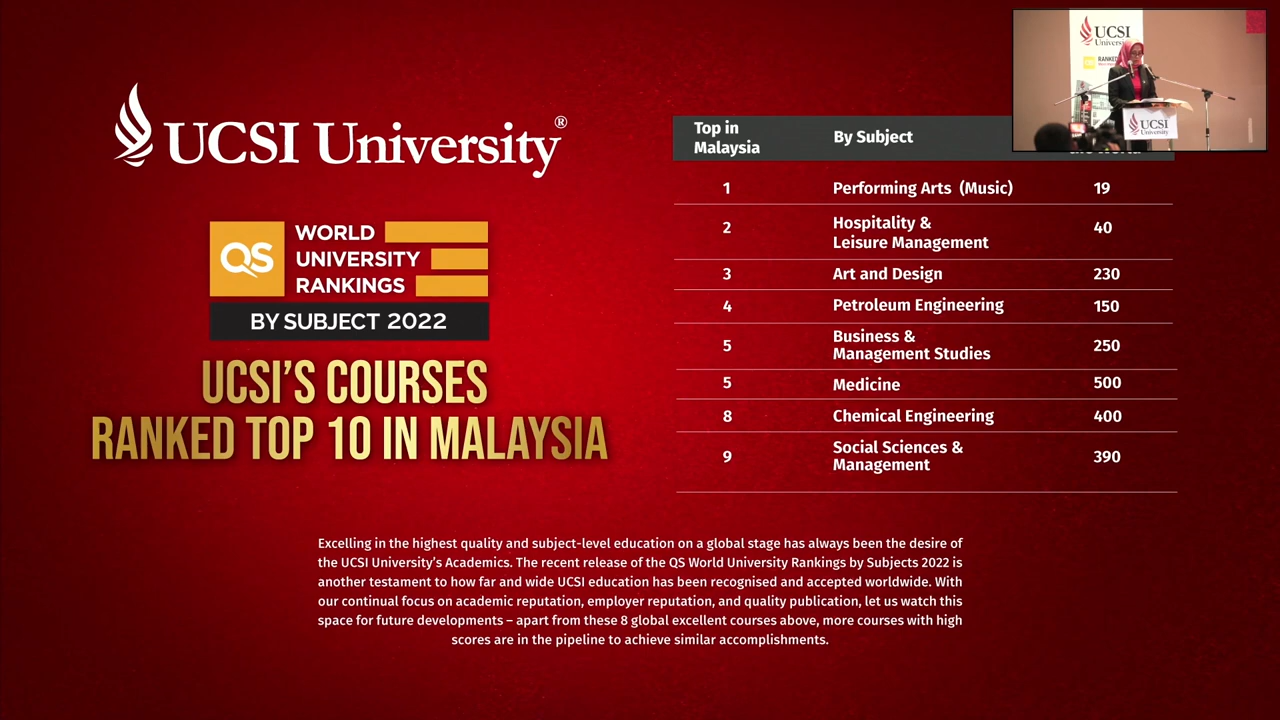 UCSI University®
QS
WORLD
UNIVERSITY
RANKINGS
BY SUBJECT 2022
UCSI'S COURSES
RANKED TOP 10 IN MALAYSIA
Top in
Malaysia
By Subject
1 Performing Arts (Music) 19
2 Hospitality &
Leisure Management 40
3 Art and Design 230
4 Petroleum Engineering 150
5 Business &
Management Studies 250
5 Medicine 500
8 Chemical Engineering 400
9 Social Sciences &
Management 390
Excelling in the highest quality and subject-level education on a global stage has always been the desire of
the UCSI University's Academics. The recent release of the QS World University Rankings by Subjects 2022 is
another testament to how far and wide UCSI education has been recognised and accepted worldwide. With
our continual focus on academic reputation, employer reputation, and quality publication, let us watch this
space for future developments – apart from these 8 global excellent courses above, more courses with high
scores are in the pipeline to achieve similar accomplishments.
UCSI
UCSI
University